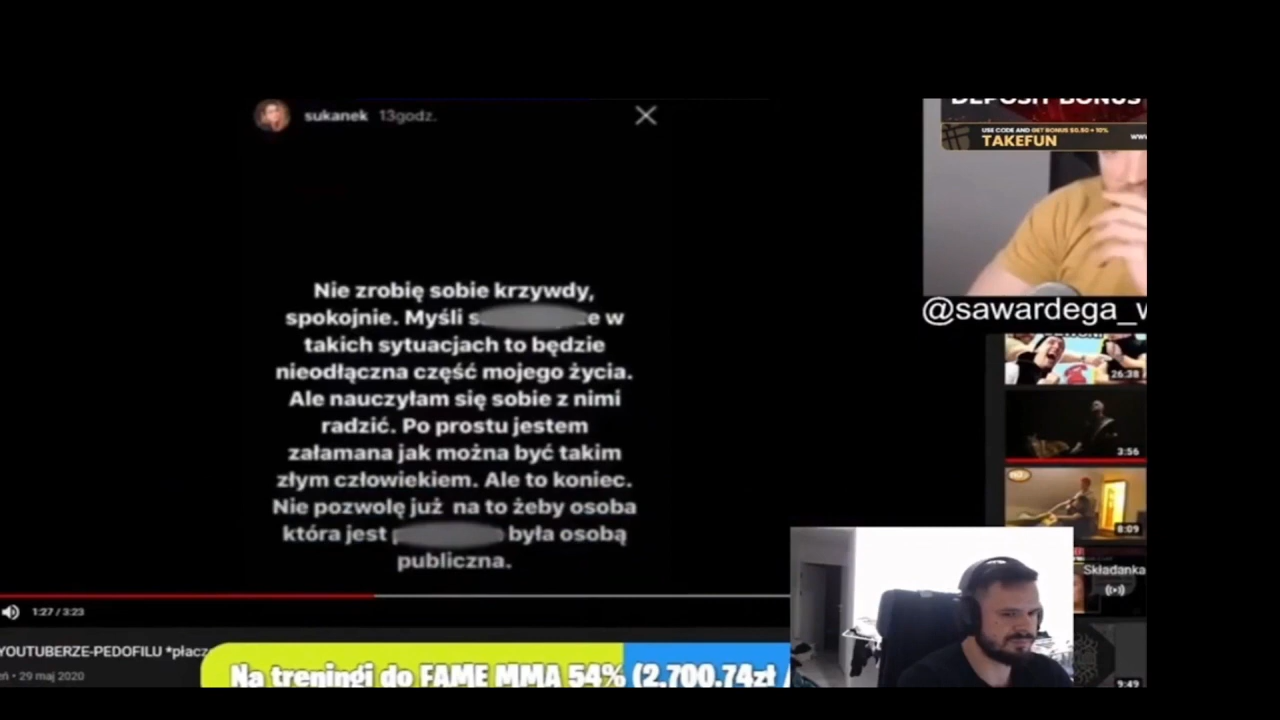 DEPOSIT BONUS
USE CODE AND GET BONUS $0.50 + 10%
TAKEFUN
sukanek 13godz.
Nie zrobię sobie krzywdy,
spokojnie. Myśli w
takich sytuacjach to będzie
nieodłączna część mojego życia.
Ale nauczyłam się sobie z nimi
radzić. Po prostu jestem
załamana jak można być takim
złym człowiekiem. Ale to koniec.
Nie pozwolę już na to żeby osoba
która jest była osobą
publiczna.
@sawardega_
26:38
3:56
8:09
Składanka
1:27 / 3:23
YOUTUBERZE-PEDOFILU
29 maj 2020
Na treningi do FAME MMA 54% (2,700.74zł
9:49